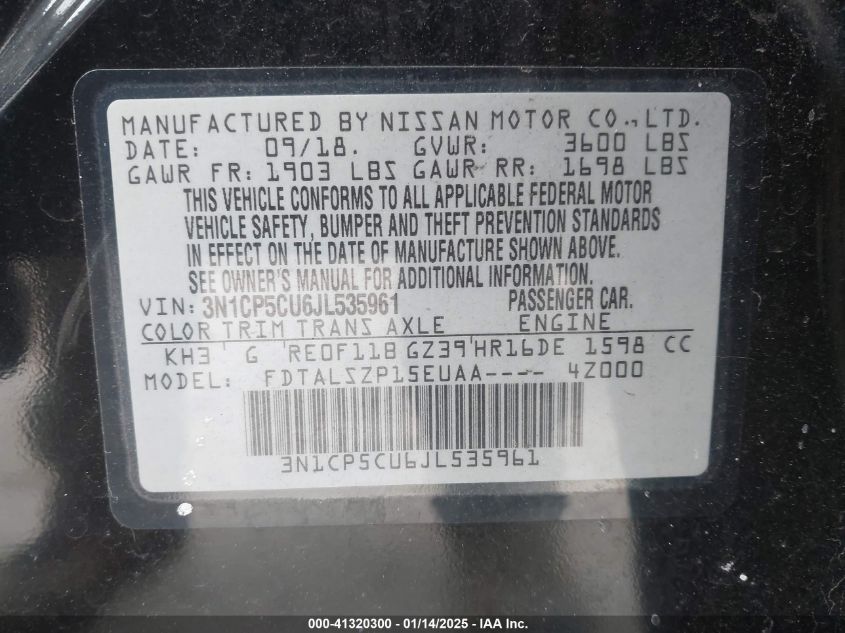 MANUFACTURED BY NISSAN MOTOR CO.,LTD.
DATE: 09/18. GVWR: 3600 LBS
GAWR FR: 1903 LBS GAWR RR: 1698 LBS
THIS VEHICLE CONFORMS TO ALL APPLICABLE FEDERAL MOTOR
VEHICLE SAFETY, BUMPER AND THEFT PREVENTION STANDARDS
IN EFFECT ON THE DATE OF MANUFACTURE SHOWN ABOVE.
SEE OWNER'S MANUAL FOR ADDITIONAL INFORMATION.
VIN: 3N1CP5CU6JL535961 PASSENGER CAR.
COLOR TRIM TRANS AXLE ENGINE
KH3 G RE0F11B GZ39 HR16DE 1598 CC
MODEL: FDTALSZP15EUAA---- 4Z000
3N1CP5CU6JL535961
000-41320300 - 01/14/2025 - IAAI.com